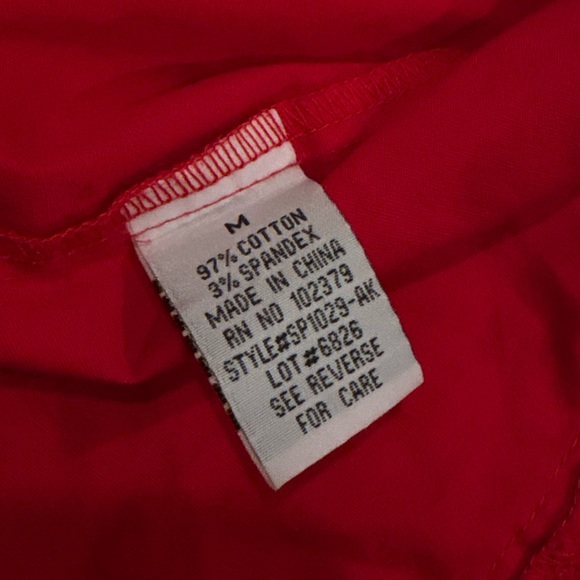 M
97% COTTON
3% SPANDEX
MADE IN CHINA
RN NO 102379
STYLE#SP1029-AK
LOT#6826
SEE REVERSE
FOR CARE